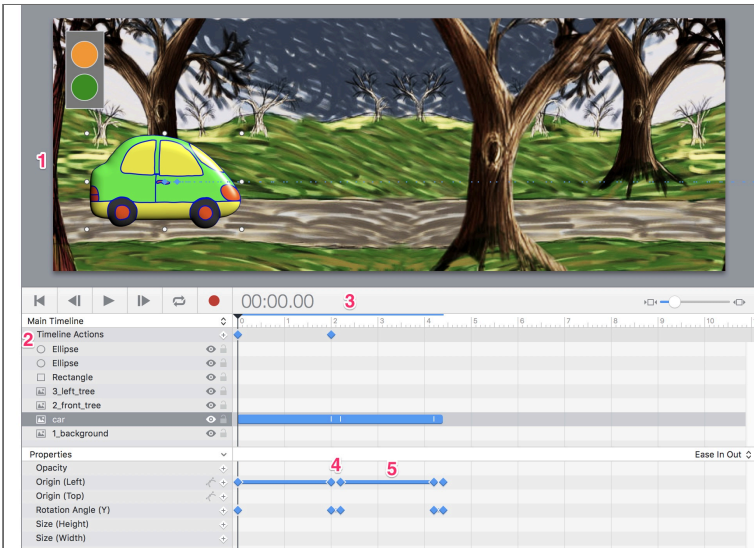 1
00:00.00 3
Main Timeline 0 1 2 3 4 5 6 7 8 9 10
2 Timeline Actions
Ellipse
Ellipse
Rectangle
3_left_tree
2_front_tree
car
1_background
Properties Ease In Out
Opacity 4 5
Origin (Left)
Origin (Top)
Rotation Angle (Y)
Size (Height)
Size (Width)